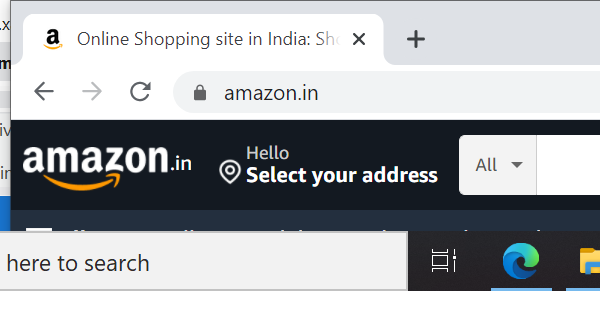 Online Shopping site in India: Sh
amazon.in
amazon.in
Hello
Select your address
All
here to search